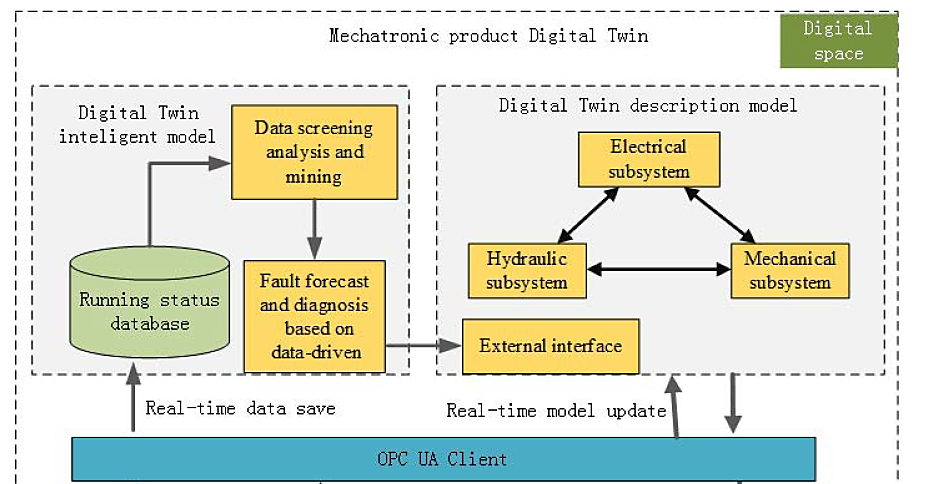 Mechatronic product Digital Twin
Digital
space
Digital Twin
inteligent model
Data screening
analysis and
mining
Running status
database
Fault forecast
and diagnosis
based on
data-driven
Digital Twin description model
Electrical
subsystem
Hydraulic
subsystem
Mechanical
subsystem
External interface
Real-time data save
Real-time model update
OPC UA Client